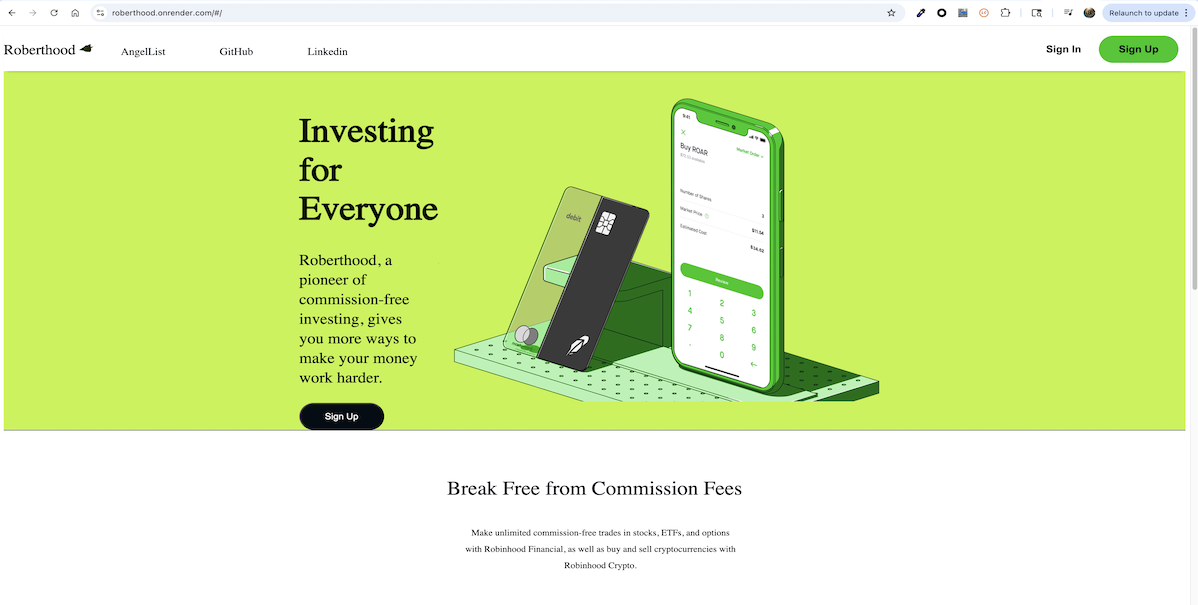 roberthood.onrender.com/#/
Relaunch to update
Roberthood
AngelList
GitHub
Linkedin
Sign In
Sign Up
Investing
for
Everyone
Roberthood, a
pioneer of
commission-free
investing, gives
you more ways to
make your money
work harder.
Sign Up
debit
9:41
Buy ROAR
Market Order
Number of Shares
3
Market Price
$11.54
Estimated Cost
$34.62
Review
1
2
3
4
5
6
7
8
9
.
0
Break Free from Commission Fees
Make unlimited commission-free trades in stocks, ETFs, and options
with Robinhood Financial, as well as buy and sell cryptocurrencies with
Robinhood Crypto.